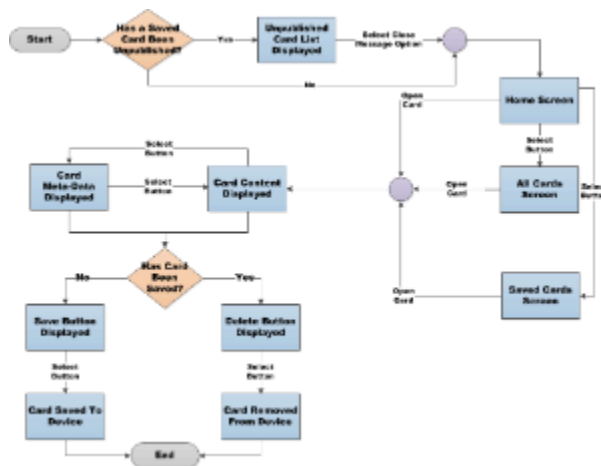 Start
Has a Saved
Card Been
Unpublished?
Yes
Unpublished
Card List
Displayed
Select Close
Message Option
No
Open
Card
Home Screen
Select
Button
Select
Button
Card
Meta-Data
Displayed
Select
Button
Card Content
Displayed
Open
Card
All Cards
Screen
Select
Button
Has Card
Been
Saved?
No
Yes
Open
Card
Saved Cards
Screen
Save Button
Displayed
Delete Button
Displayed
Select
Button
Select
Button
Card Saved To
Device
Card Removed
From Device
End